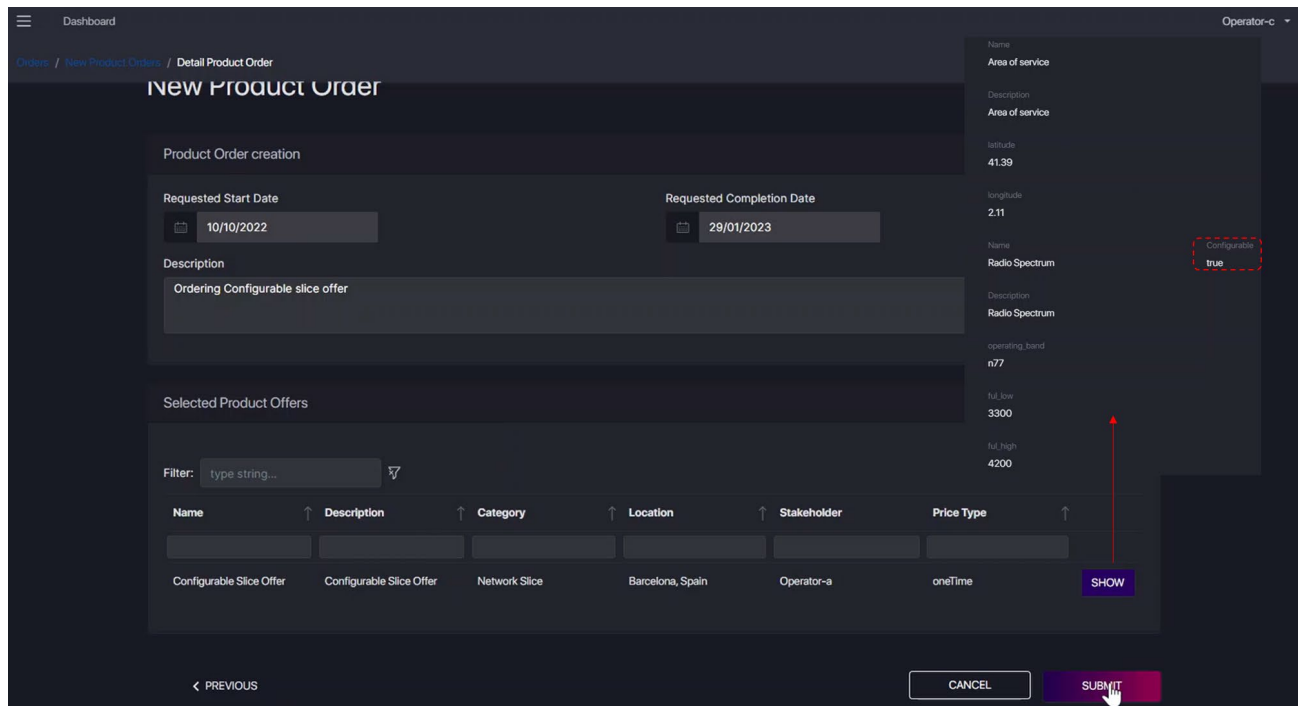 Dashboard
Operator-c
Orders / New Product Orders / Detail Product Order
New Product Order
Product Order creation
Requested Start Date
Requested Completion Date
10/10/2022
29/01/2023
Description
Ordering Configurable slice offer
Name
Area of service
Description
Area of service
latitude
41.39
longitude
2.11
Name
Configurable
Radio Spectrum
true
Description
Radio Spectrum
operating_band
n77
ful_low
3300
ful_high
4200
Selected Product Offers
Filter: type string...
Name Description Category Location Stakeholder Price Type
Configurable Slice Offer Configurable Slice Offer Network Slice Barcelona, Spain Operator-a oneTime SHOW
PREVIOUS
CANCEL
SUBMIT